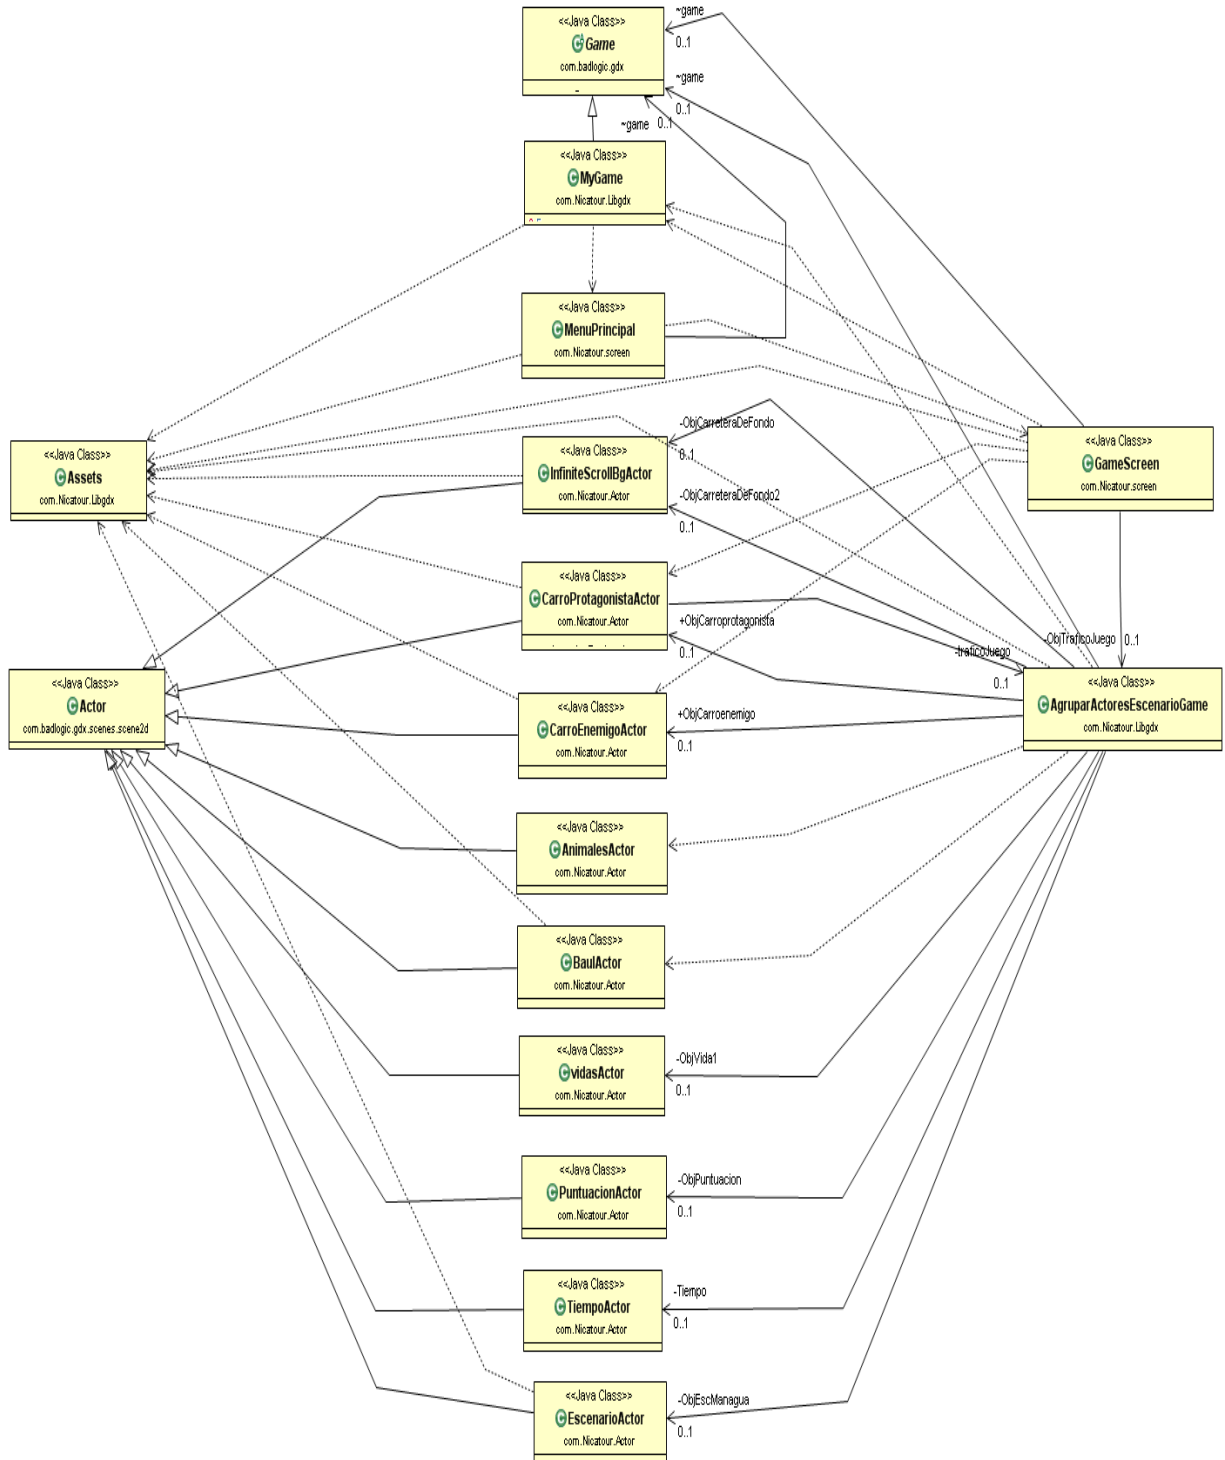 <<Java Class>>
Game
com.badlogic.gdx
~game
0..1
~game
0..1
~game
0..1
<<Java Class>>
MyGame
com.Nicatour.Libgdx
<<Java Class>>
MenuPrincipal
com.Nicatour.screen
<<Java Class>>
Assets
com.Nicatour.Libgdx
<<Java Class>>
InfiniteScrollBgActor
com.Nicatour.Actor
-ObjCarreteraDeFondo
0..1
-ObjCarreteraDeFondo2
0..1
<<Java Class>>
GameScreen
com.Nicatour.screen
<<Java Class>>
CarroProtagonistaActor
com.Nicatour.Actor
+ObjCarroprotagonista
0..1
-traficoJuego
0..1
-ObjTraficoJuego
0..1
<<Java Class>>
Actor
com.badlogic.gdx.scenes.scene2d
<<Java Class>>
CarroEnemigoActor
com.Nicatour.Actor
+ObjCarroenemigo
0..1
<<Java Class>>
AgruparActoresEscenarioGame
com.Nicatour.Libgdx
<<Java Class>>
AnimalesActor
com.Nicatour.Actor
<<Java Class>>
BaulActor
com.Nicatour.Actor
<<Java Class>>
vidasActor
com.Nicatour.Actor
-ObjVida1
0..1
<<Java Class>>
PuntuacionActor
com.Nicatour.Actor
-ObjPuntuacion
0..1
<<Java Class>>
TiempoActor
com.Nicatour.Actor
-Tiempo
0..1
<<Java Class>>
EscenarioActor
com.Nicatour.Actor
-ObjEscManagua
0..1